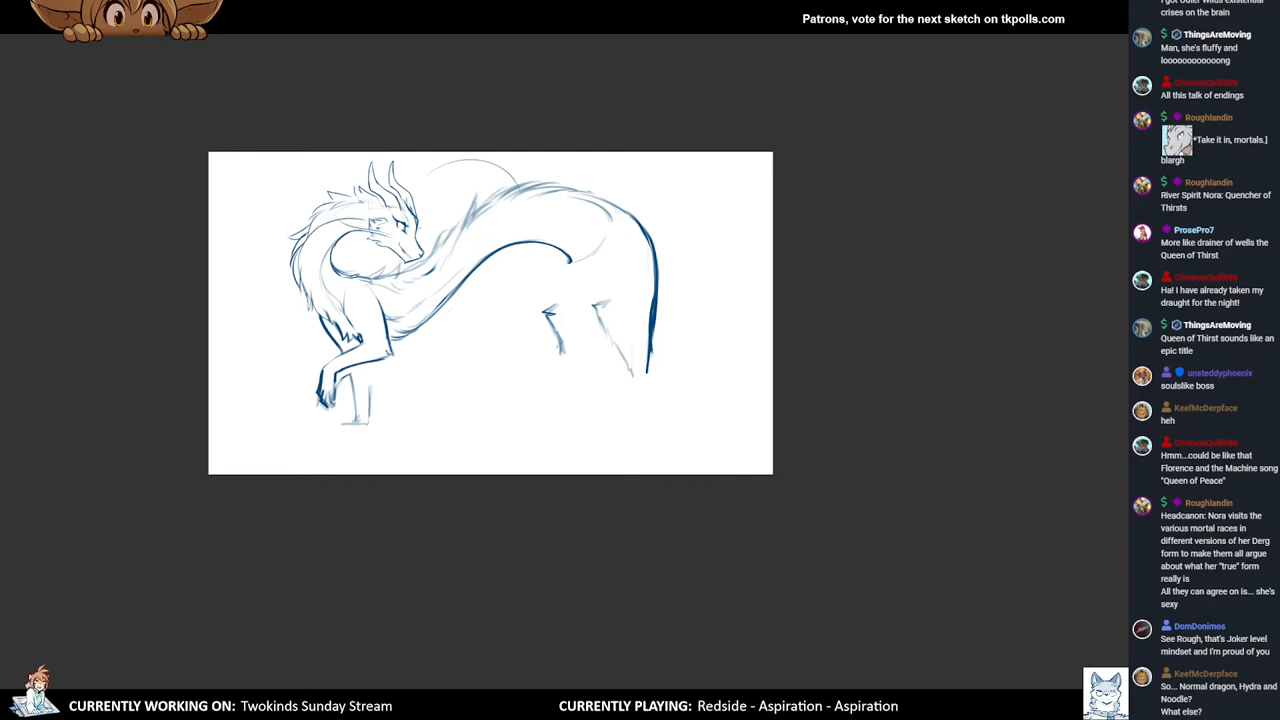 Patrons, vote for the next sketch on tkpolls.com
crises on the brain
ThingsAreMoving
Man, she's fluffy and
looooooooooong
All this talk of endings
Roughlandin
*Take it in, mortals.]
blargh
Roughlandin
River Spirit Nora: Quencher of
Thirsts
ProsePro7
More like drainer of wells the
Queen of Thirst
Ha! I have already taken my
draught for the night!
ThingsAreMoving
Queen of Thirst sounds like an
epic title
unsteddyphoenix
soulslike boss
KeefMcDerpface
heh
Hmm...could be like that
Florence and the Machine song
"Queen of Peace"
Roughlandin
Headcanon: Nora visits the
various mortal races in
different versions of her Derg
form to make them all argue
about what her "true" form
really is
All they can agree on is... she's
sexy
DomDonimos
See Rough, that's Joker level
mindset and I'm proud of you
KeefMcDerpface
So... Normal dragon, Hydra and
Noodle?
What else?
CURRENTLY WORKING ON: Twokinds Sunday Stream
CURRENTLY PLAYING: Redside - Aspiration - Aspiration